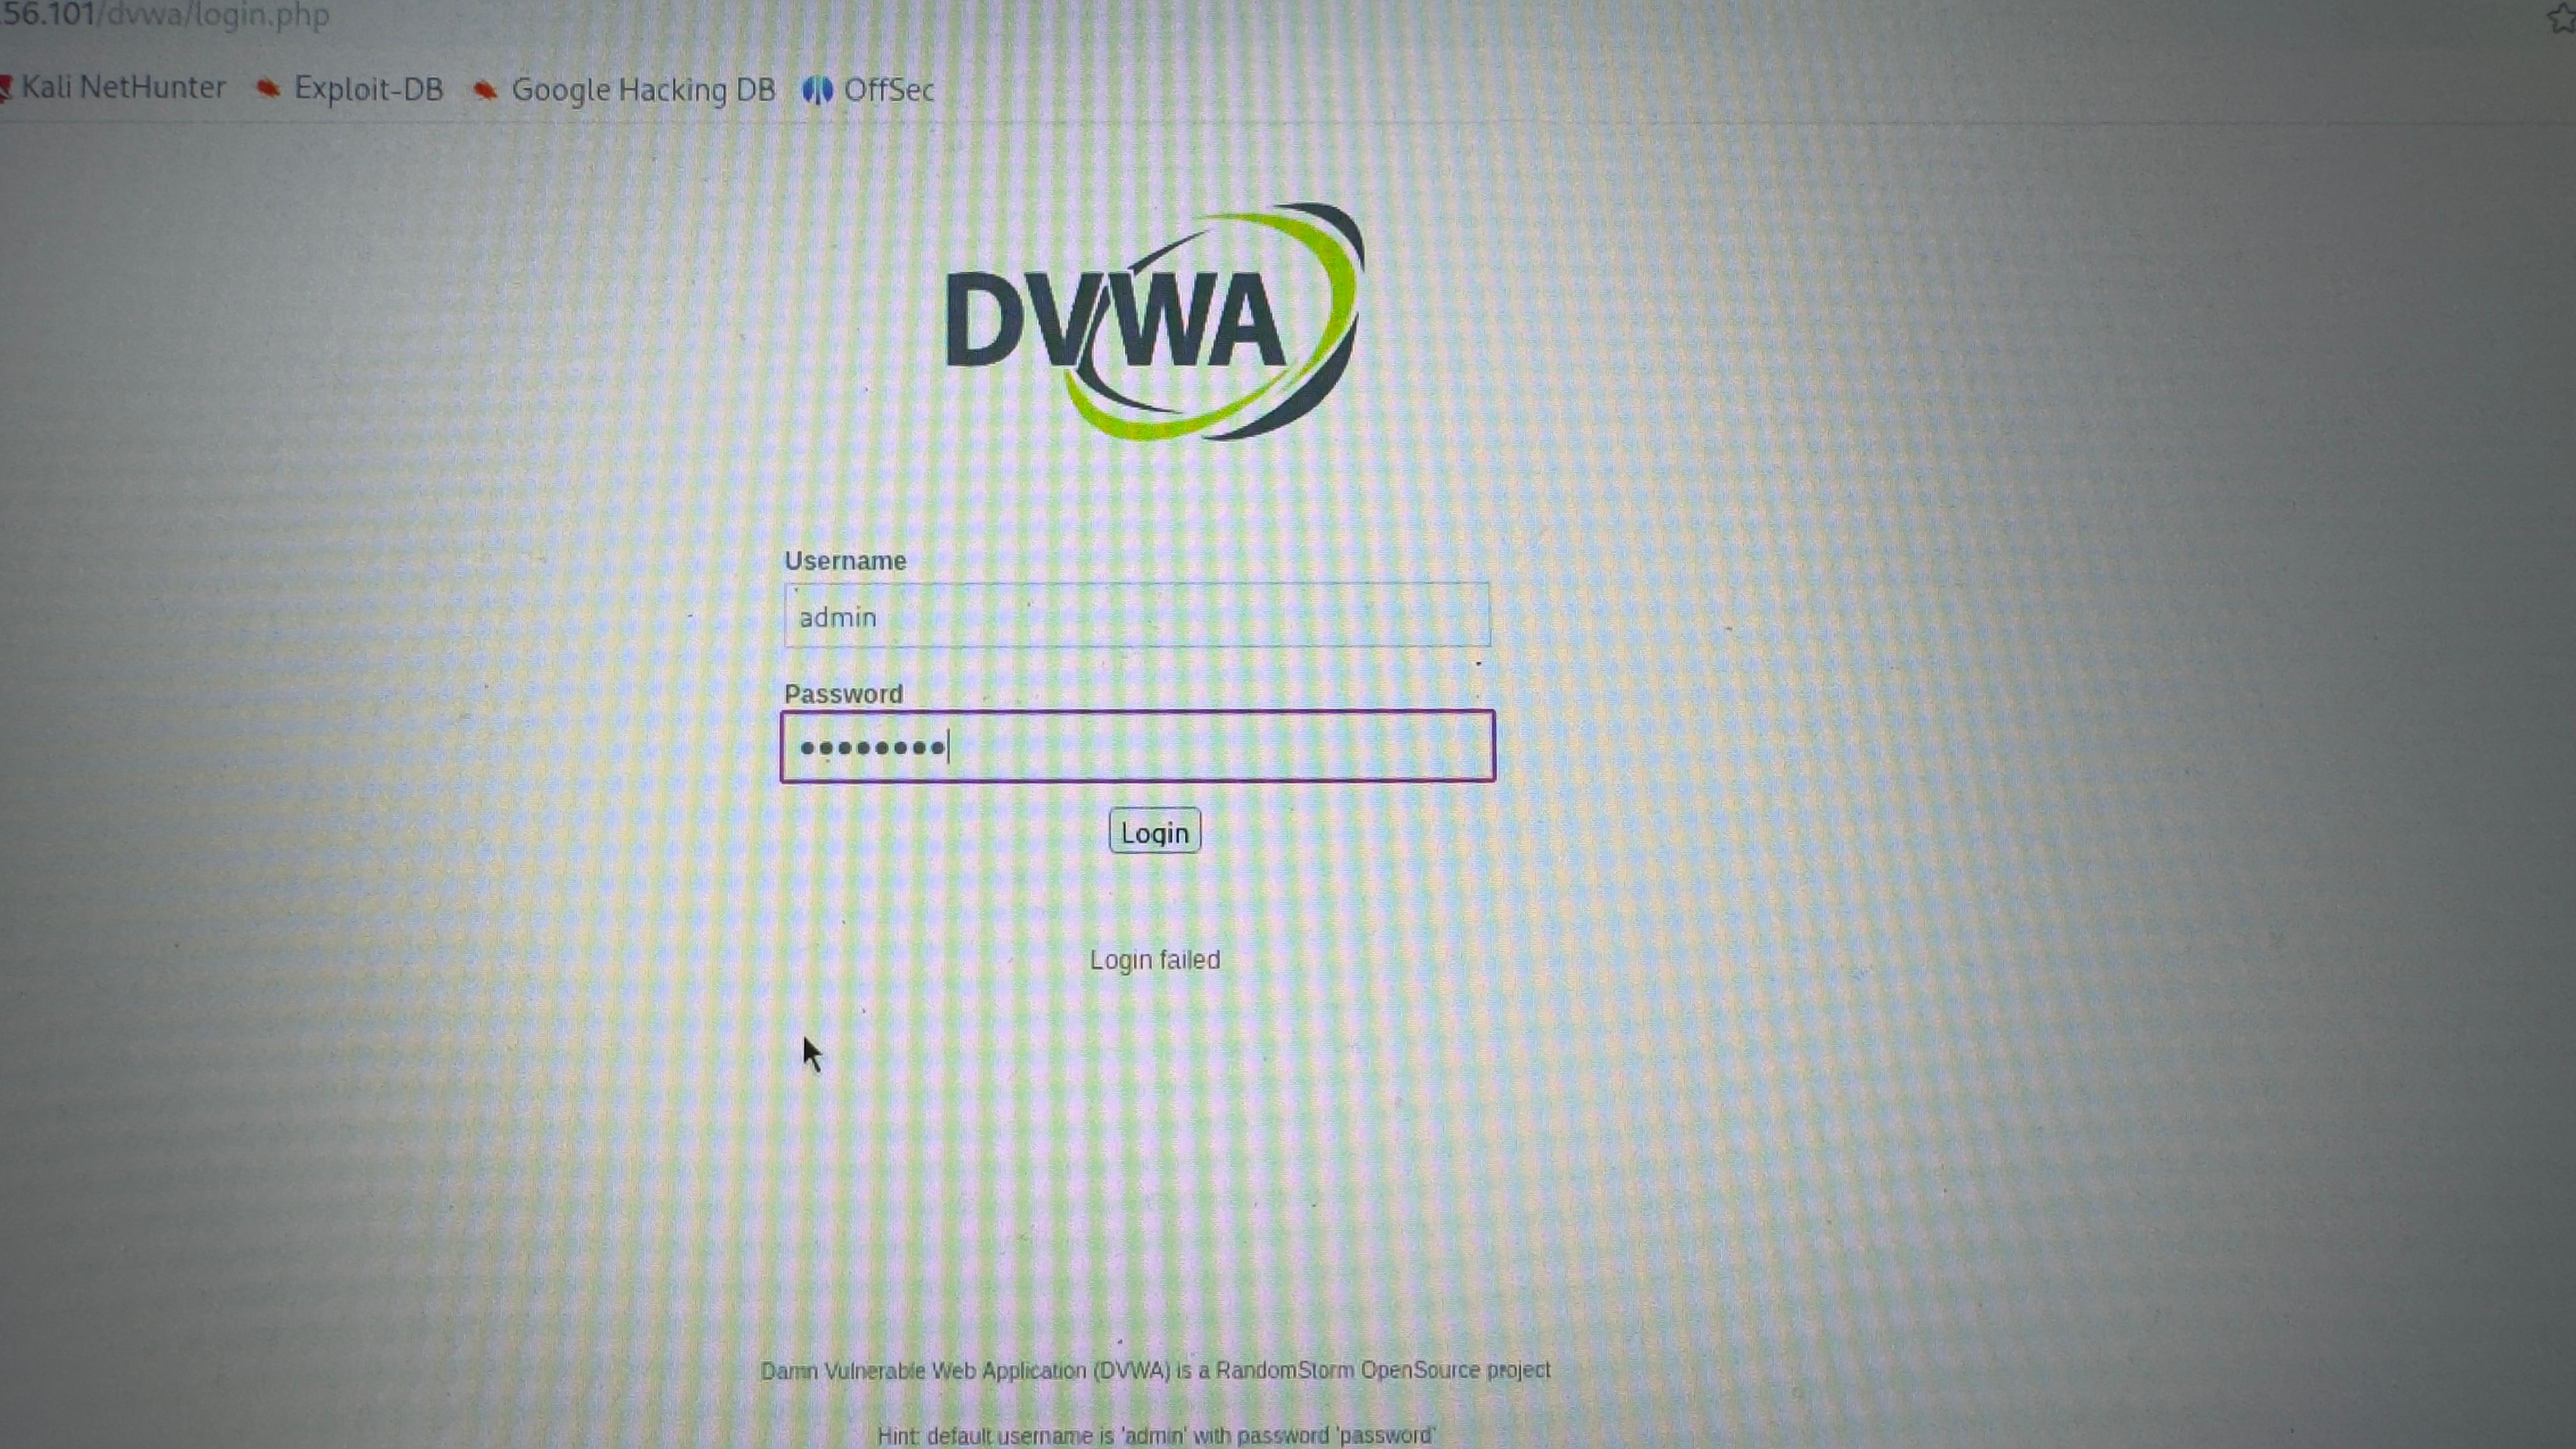 .56.101/dvwa/login.php
Kali NetHunter Exploit-DB Google Hacking DB OffSec
DVWA
Username
admin
Password
••••••••
Login
Login failed
Damn Vulnerable Web Application (DVWA) is a RandomStorm OpenSource project
Hint: default username is 'admin' with password 'password'